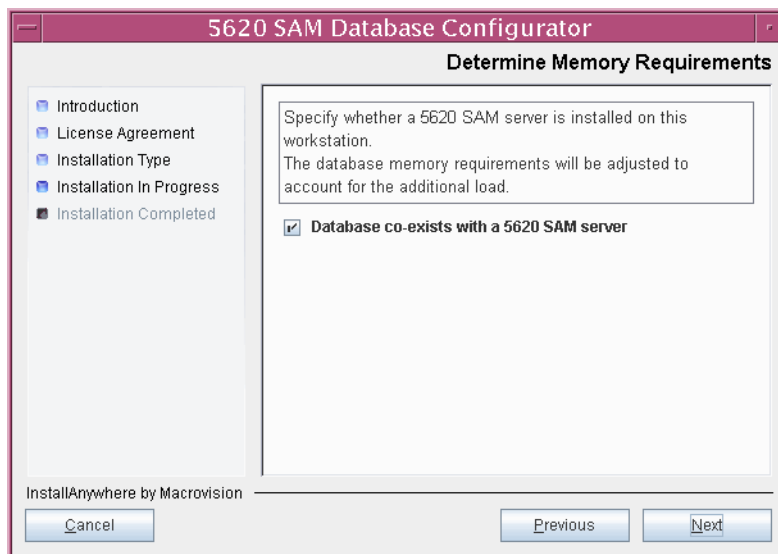 5620 SAM Database Configurator
Determine Memory Requirements
Introduction
License Agreement
Installation Type
Installation In Progress
Installation Completed
Specify whether a 5620 SAM server is installed on this
workstation.
The database memory requirements will be adjusted to
account for the additional load.
Database co-exists with a 5620 SAM server
InstallAnywhere by Macrovision
Cancel
Previous
Next